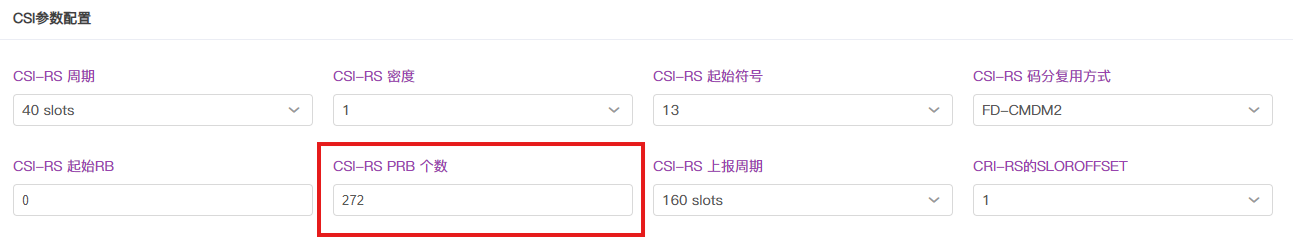 CSI参数配置
CSI-RS 周期 CSI-RS 密度 CSI-RS 起始符号 CSI-RS 码分复用方式
40 slots 1 13 FD-CMDM2
CSI-RS 起始RB CSI-RS PRB 个数 CSI-RS 上报周期 CRI-RS的SLOROFFSET
0 272 160 slots 1